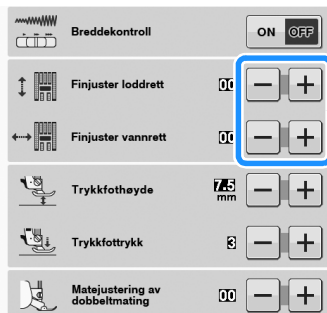 Breddekontroll ON OFF
Finjuster loddrett 00 − +
Finjuster vannrett 00 − +
Trykkfothøyde 7.5 mm − +
Trykkfottrykk 3 − +
Matejustering av
dobbeltmating 00 − +